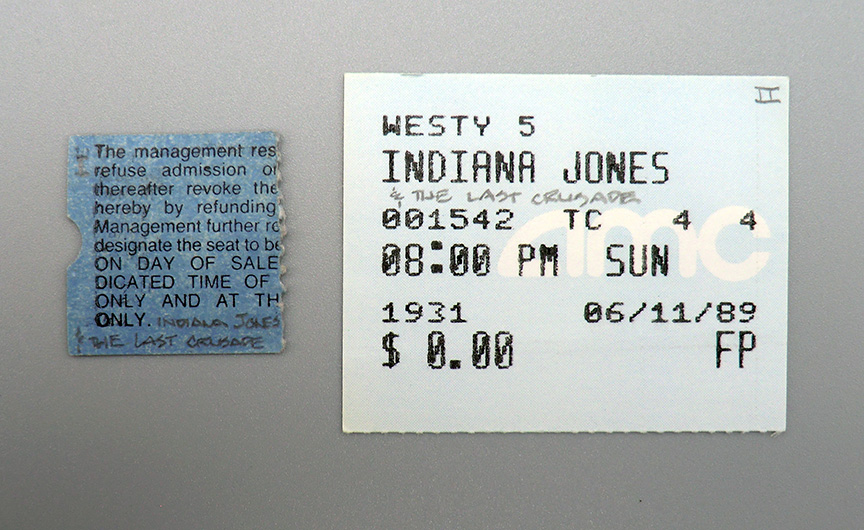 The management res
refuse admission or
thereafter revoke the
hereby by refunding
Management further
designate the seat to be
ON DAY OF SALE
DICATED TIME OF
ONLY AND AT TH
ONLY. INDIANA JONES
& THE LAST CRUSADE
II
WESTY 5
INDIANA JONES
& THE LAST CRUSADE
001542 TC 4 4
amc
08:00 PM SUN
1931 06/11/89
$ 0.00 FP